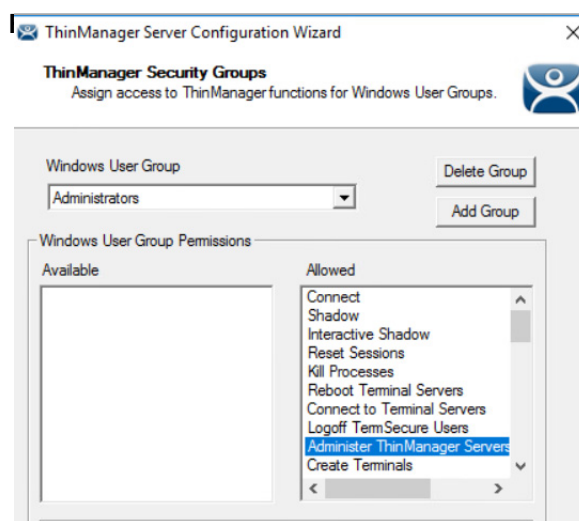 ThinManager Server Configuration Wizard
ThinManager Security Groups
Assign access to ThinManager functions for Windows User Groups.
Windows User Group
Delete Group
Administrators
Add Group
Windows User Group Permissions
Available
Allowed
Connect
Shadow
Interactive Shadow
Reset Sessions
Kill Processes
Reboot Terminal Servers
Connect to Terminal Servers
Logoff TermSecure Users
Administer ThinManager Servers
Create Terminals